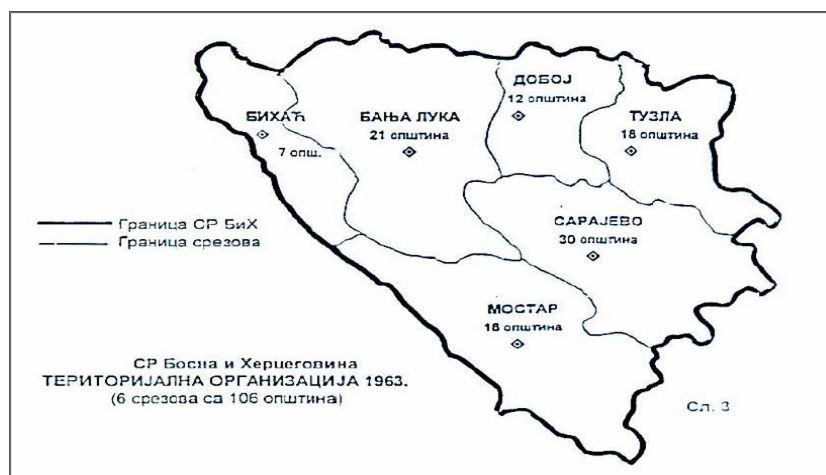 ДОБОЈ
12 општина
БИХАЋ
7 опш.
БАЊА ЛУКА
21 општина
ТУЗЛА
18 општина
Граница СР БиХ
Граница срезова
САРАЈЕВО
30 општина
МОСТАР
18 општина
СР Босна и Херцеговина
ТЕРИТОРИЈАЛНА ОРГАНИЗАЦИЈА 1963.
(6 срезова са 106 општина)
Сл. 3